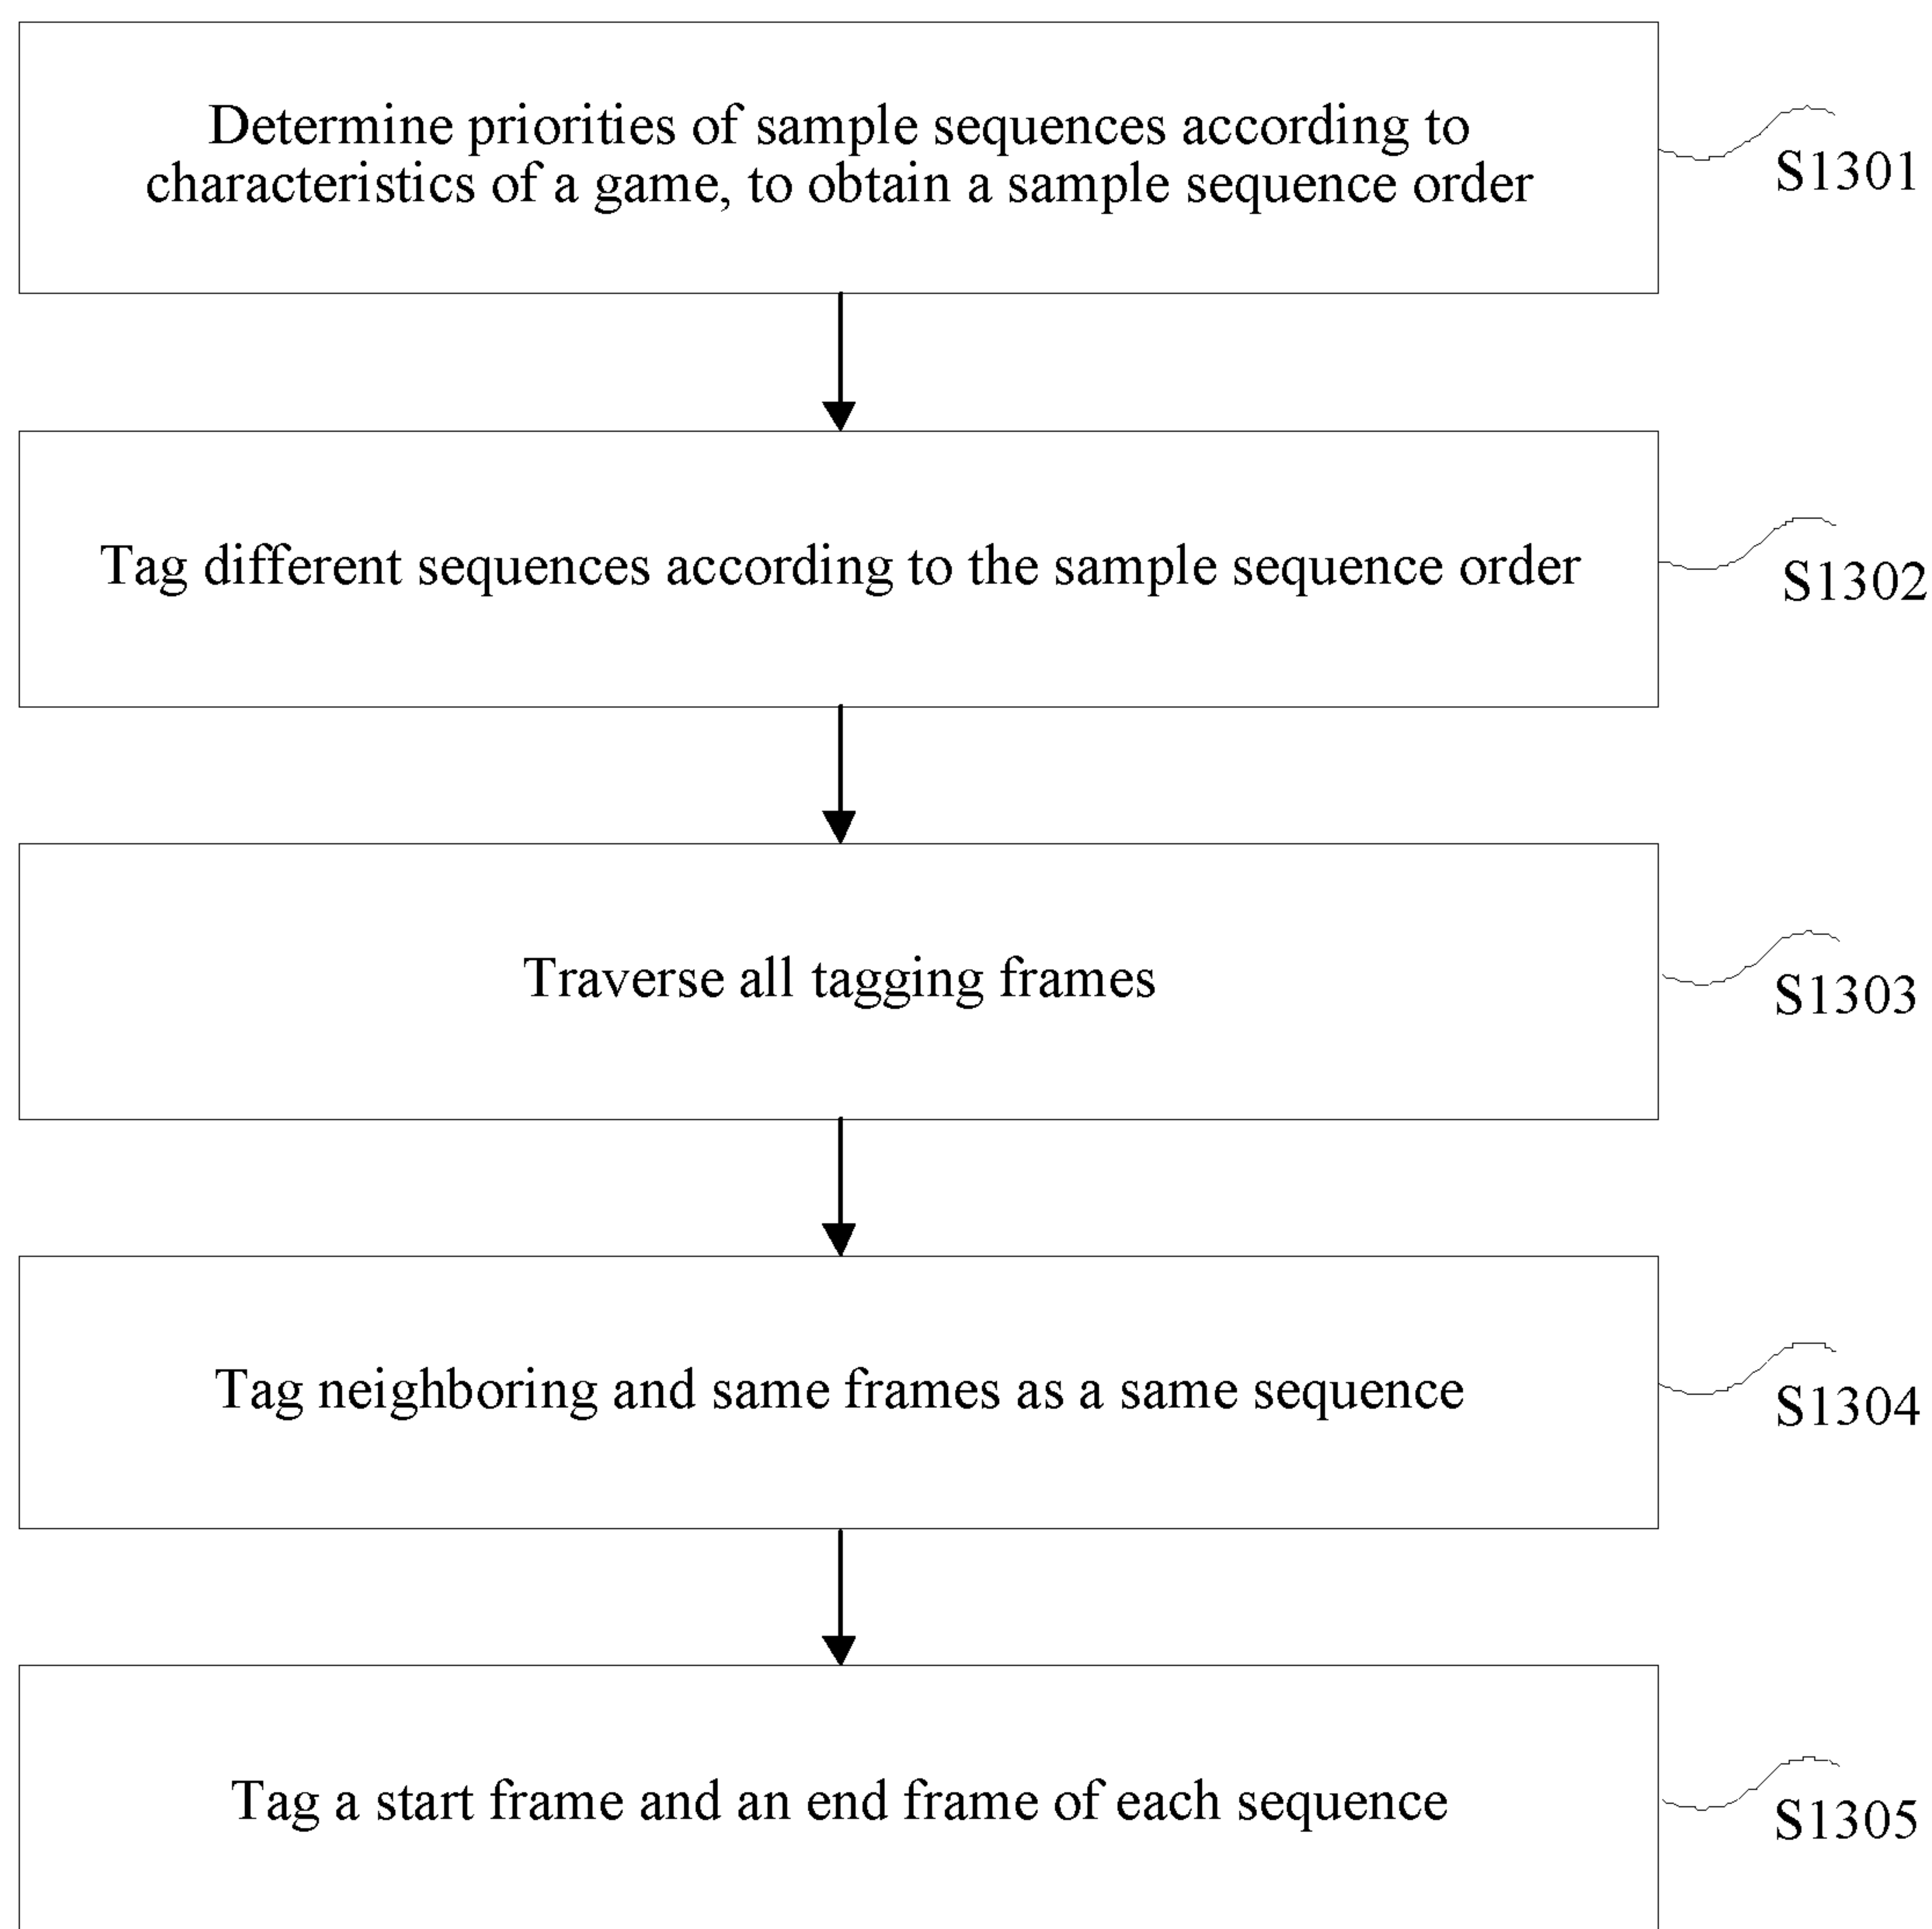 Determine priorities of sample sequences according to
characteristics of a game, to obtain a sample sequence order
S1301
Tag different sequences according to the sample sequence order
S1302
Traverse all tagging frames
S1303
Tag neighboring and same frames as a same sequence
S1304
Tag a start frame and an end frame of each sequence
S1305